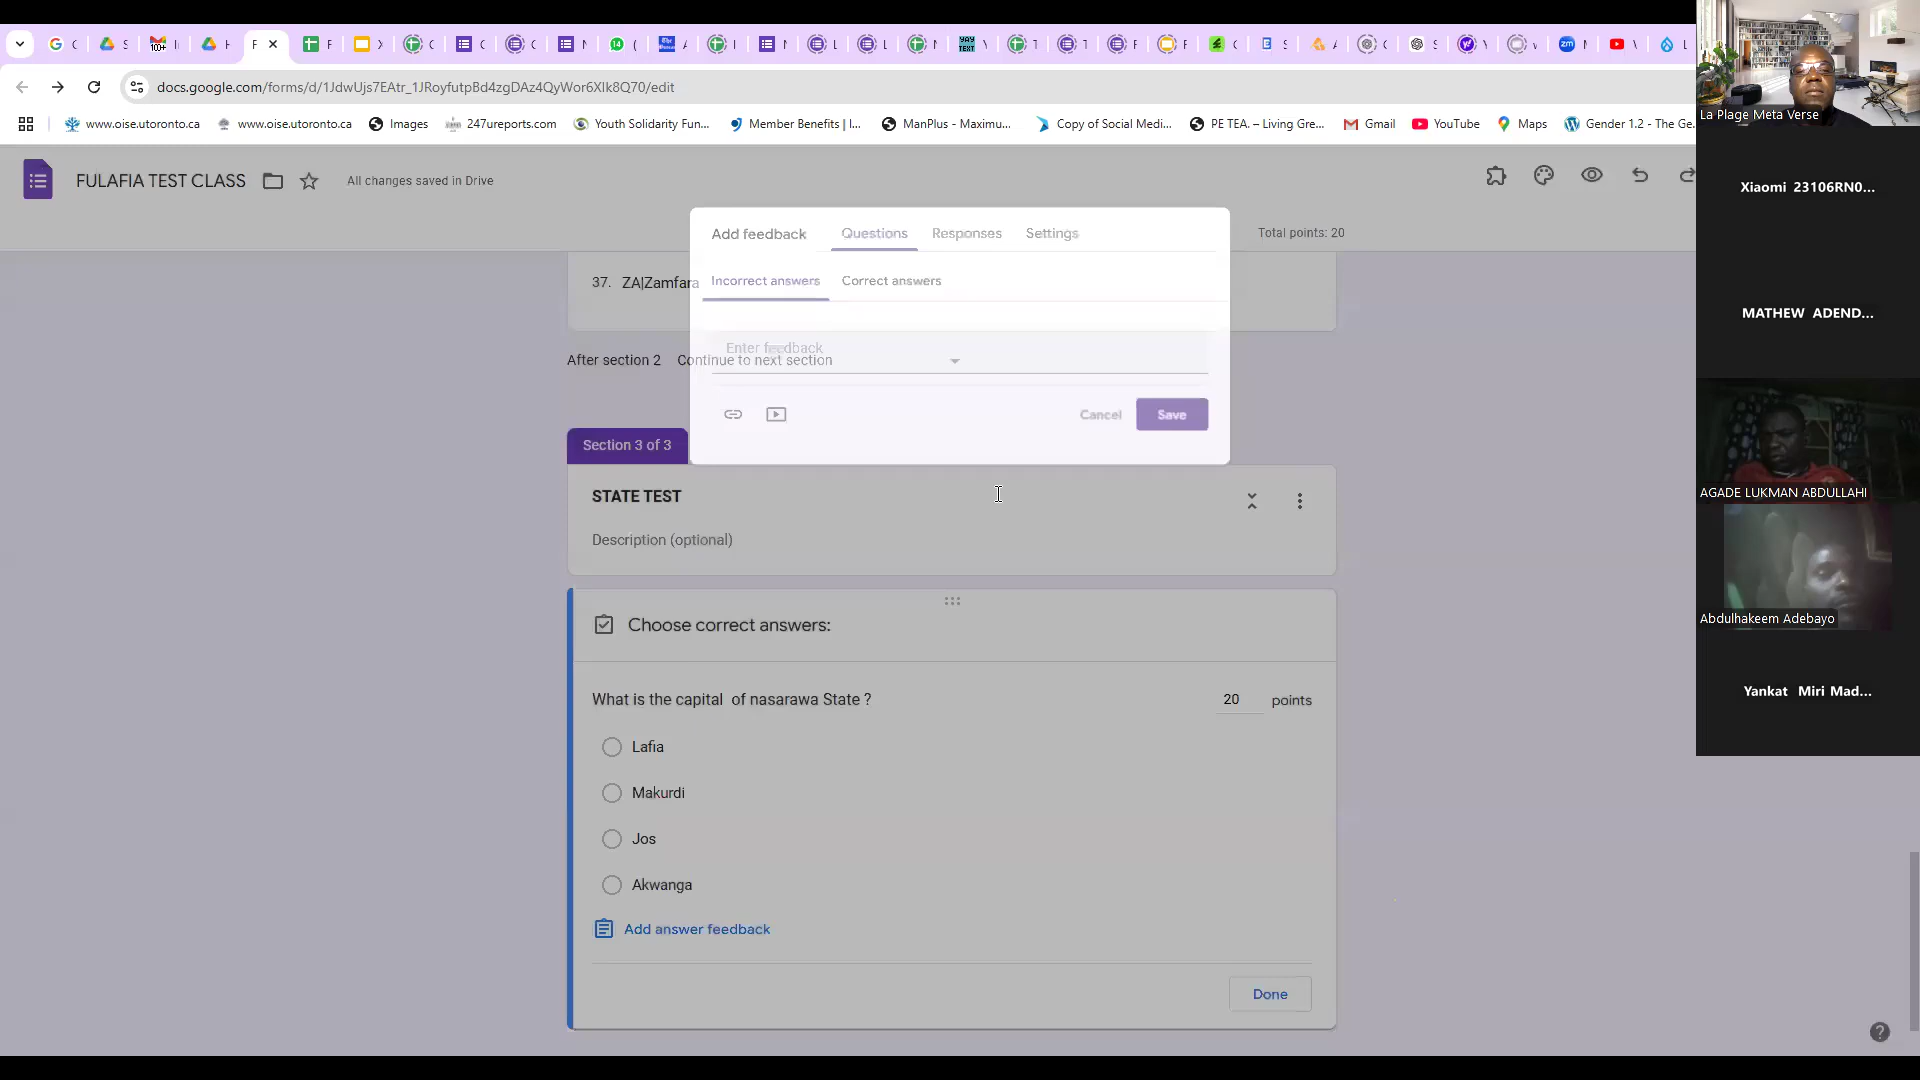 docs.google.com/forms/d/1JdwUjs7EAtr_1JRoyfutpBd4zgDAz4QyWor6Xlk8Q70/edit
www.oise.utoronto.ca
www.oise.utoronto.ca
Images
247ureports.com
Youth Solidarity Fun...
Member Benefits | I...
ManPlus - Maximu...
Copy of Social Medi...
PE TEA. – Living Gre...
Gmail
YouTube
Maps
Gender 1.2 - The Ge.
FULAFIA TEST CLASS
All changes saved in Drive
Add feedback
Questions
Responses
Settings
Total points: 20
37. ZA|Zamfara
Incorrect answers
Correct answers
Enter feedback
After section 2 Continue to next section
Cancel
Save
Section 3 of 3
STATE TEST
Description (optional)
Choose correct answers:
What is the capital of nasarawa State ?
20 points
Lafia
Makurdi
Jos
Akwanga
Add answer feedback
Done
La Plage Meta Verse
Xiaomi 23106RN0...
MATHEW ADEND...
AGADE LUKMAN ABDULLAHI
Abdulhakeem Adebayo
Yankat Miri Mad...